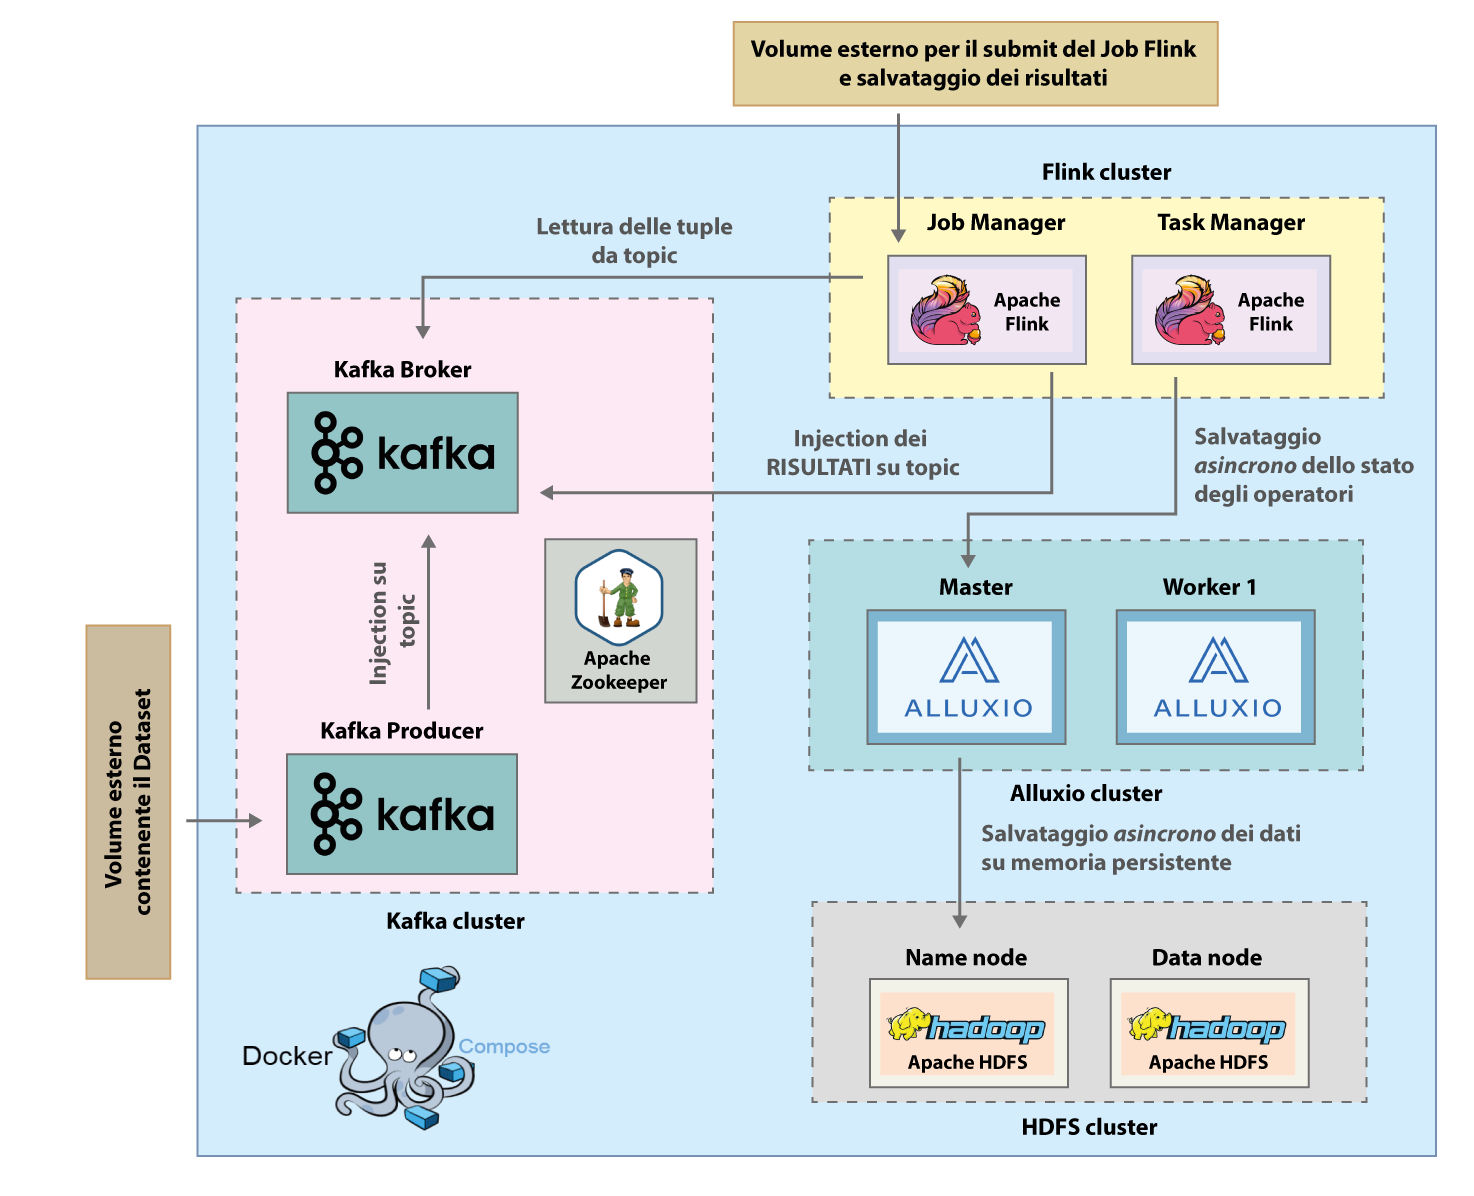 Volume esterno per il submit del Job Flink
e salvataggio dei risultati
Flink cluster
Job Manager
Task Manager
Apache
Flink
Apache
Flink
Lettura delle tuple
da topic
Kafka Broker
kafka
Injection dei
RISULTATI su topic
Salvataggio
asincrono dello stato
degli operatori
Injection su
topic
Apache
Zookeeper
Master
Worker 1
ALLUXIO
ALLUXIO
Alluxio cluster
Volume esterno
contenente il Dataset
Kafka Producer
kafka
Kafka cluster
Salvataggio asincrono dei dati
su memoria persistente
Name node
Data node
hadoop
Apache HDFS
hadoop
Apache HDFS
HDFS cluster
Docker
Compose